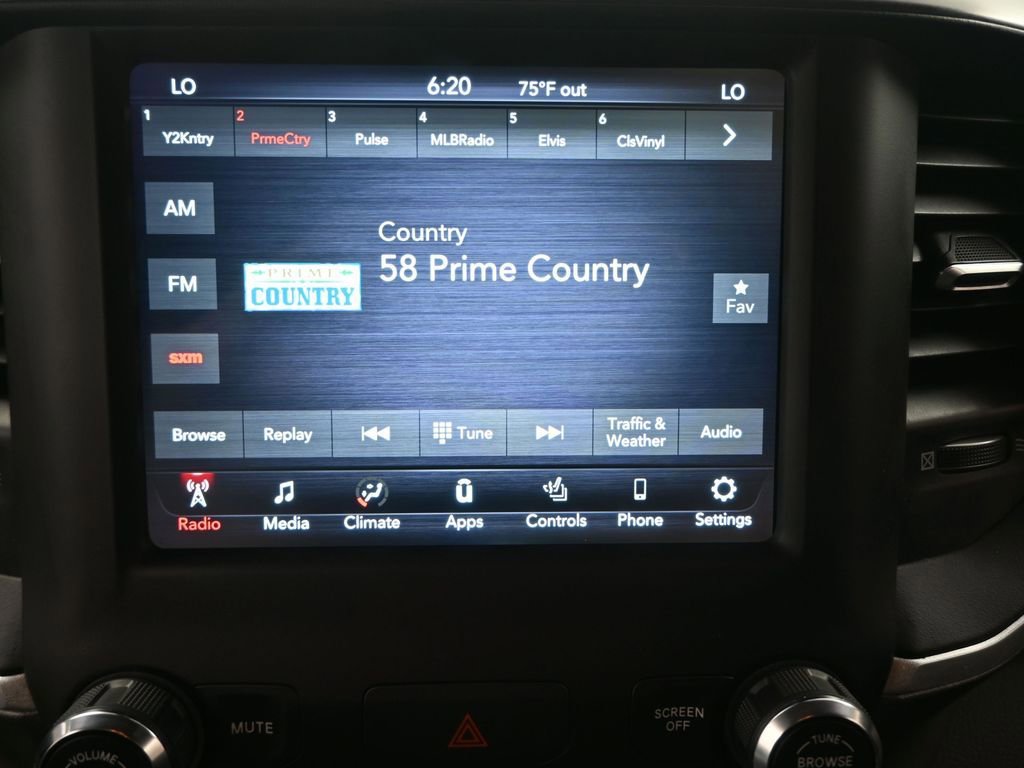 LO 6:20 75°F out LO
1 Y2Kntry 2 PrmeCtry 3 Pulse 4 MLBRadio 5 Elvis 6 ClsVinyl
AM
Country
58 Prime Country
FM
PRIME
COUNTRY
Fav
sxm
Browse Replay Tune Traffic & Weather Audio
Radio Media Climate Apps Controls Phone Settings
MUTE
SCREEN
OFF
VOLUME
TUNE
BROWSE